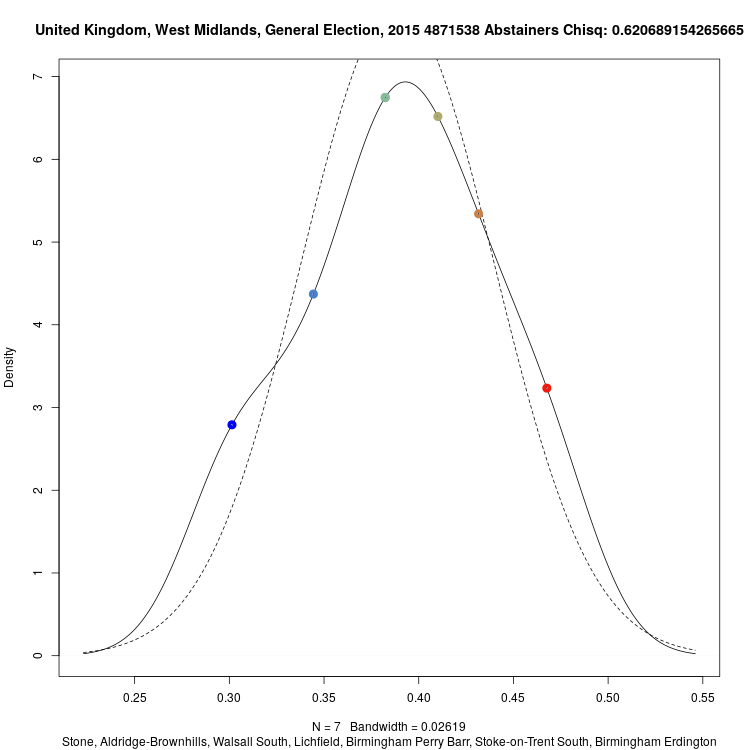 United Kingdom, West Midlands, General Election, 2015 4871538 Abstainers Chisq: 0.620689154265665
Density
7
6
5
4
3
2
1
0
0.25 0.30 0.35 0.40 0.45 0.50 0.55
N = 7 Bandwidth = 0.02619
Stone, Aldridge-Brownhills, Walsall South, Lichfield, Birmingham Perry Barr, Stoke-on-Trent South, Birmingham Erdington